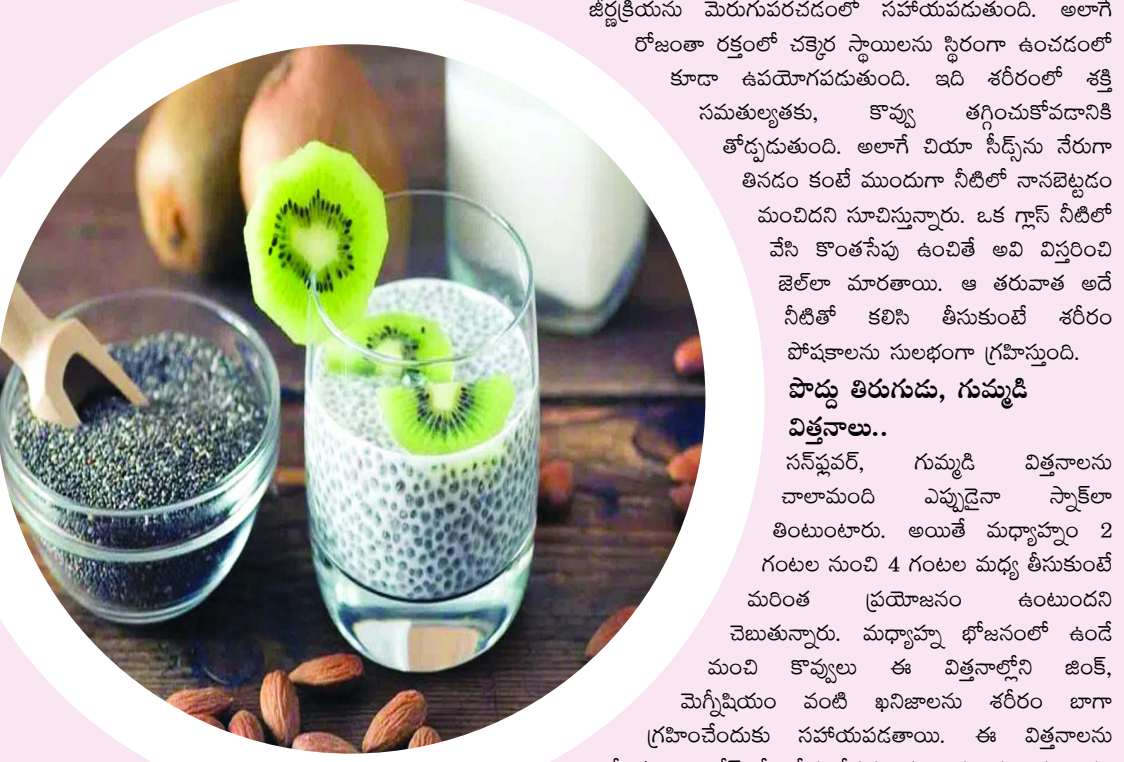 జీర్ణక్రియను మెరుగుపరచడంలో సహాయపడుతుంది. అలాగే
రోజంతా రక్తంలో చక్కెర స్థాయిలను స్థిరంగా ఉంచడంలో
కూడా ఉపయోగపడుతుంది. ఇది శరీరంలో శక్తి
సమతుల్యతకు, కొవ్వు తగ్గించుకోవడానికి
తోడ్పడుతుంది. అలాగే చియా సీడ్స్‌ను నేరుగా
తినడం కంటే ముందుగా నీటిలో నానబెట్టడం
మంచిదని సూచిస్తున్నారు. ఒక గ్లాస్ నీటిలో
వేసి కొంతసేపు ఉంచితే అవి విస్తరించి
జెల్‌లా మారతాయి. ఆ తరువాత అదే
నీటితో కలిసి తీసుకుంటే శరీరం
పోషకాలను సులభంగా గ్రహిస్తుంది.
పొద్దు తిరుగుడు, గుమ్మడి
విత్తనాలు..
సన్‌ఫ్లవర్, గుమ్మడి విత్తనాలను
చాలామంది ఎప్పుడైనా స్నాక్‌లా
తింటుంటారు. అయితే మధ్యాహ్నం 2
గంటల నుంచి 4 గంటల మధ్య తీసుకుంటే
మరింత ప్రయోజనం ఉంటుందని
చెబుతున్నారు. మధ్యాహ్న భోజనంలో ఉండే
మంచి కొవ్వులు ఈ విత్తనాల్లోని జింక్,
మెగ్నీషియం వంటి ఖనిజాలను శరీరం బాగా
గ్రహించేందుకు సహాయపడతాయి. ఈ విత్తనాలను